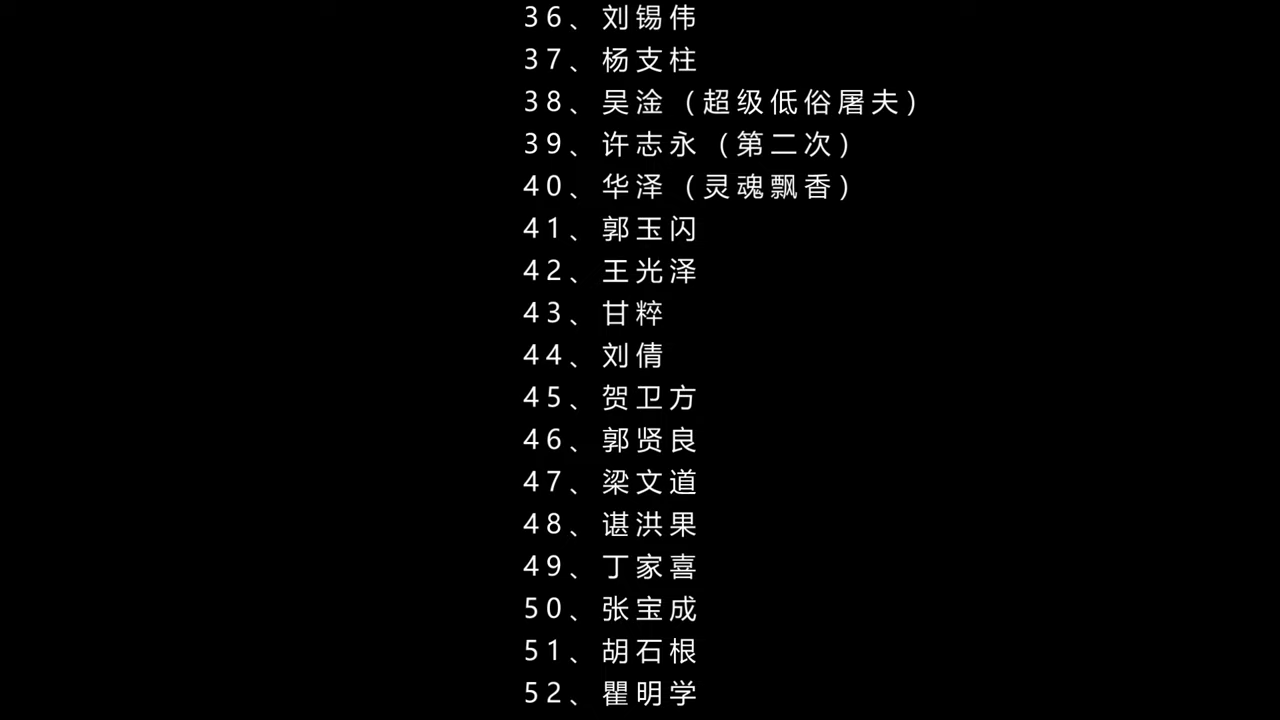 36、刘锡伟
37、杨支柱
38、吴淦（超级低俗屠夫）
39、许志永（第二次）
40、华泽（灵魂飘香）
41、郭玉闪
42、王光泽
43、甘粹
44、刘倩
45、贺卫方
46、郭贤良
47、梁文道
48、谌洪果
49、丁家喜
50、张宝成
51、胡石根
52、瞿明学